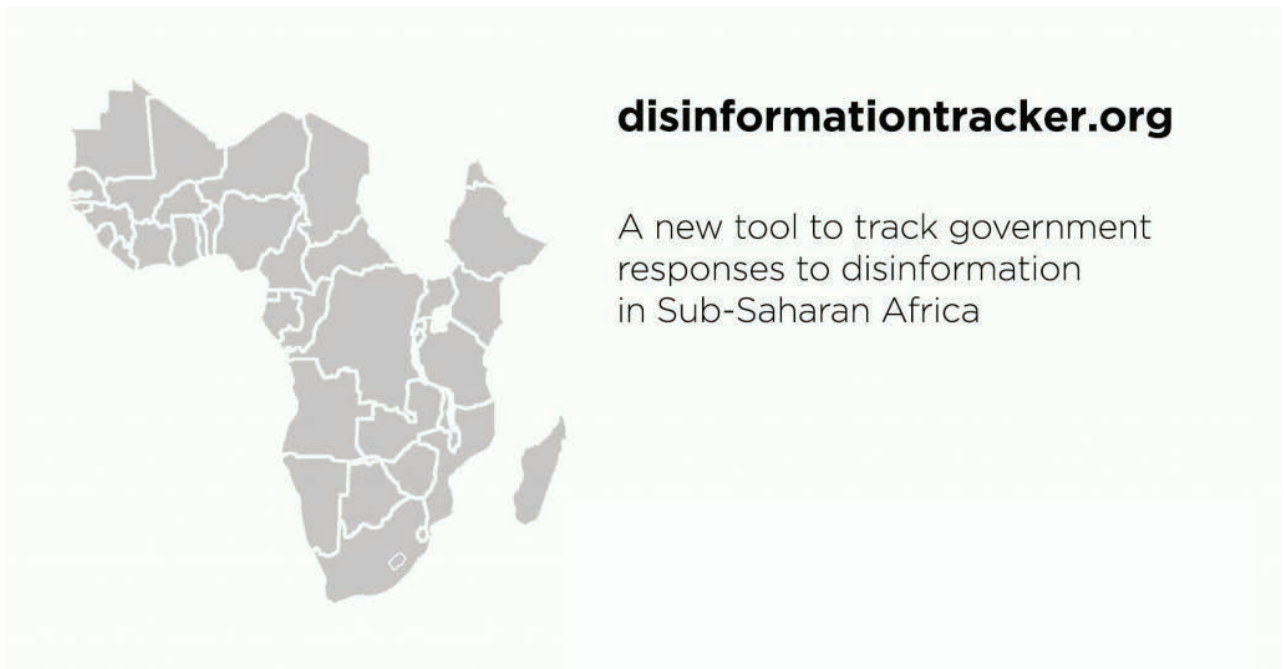 disinformationtracker.org
A new tool to track government
responses to disinformation
in Sub-Saharan Africa